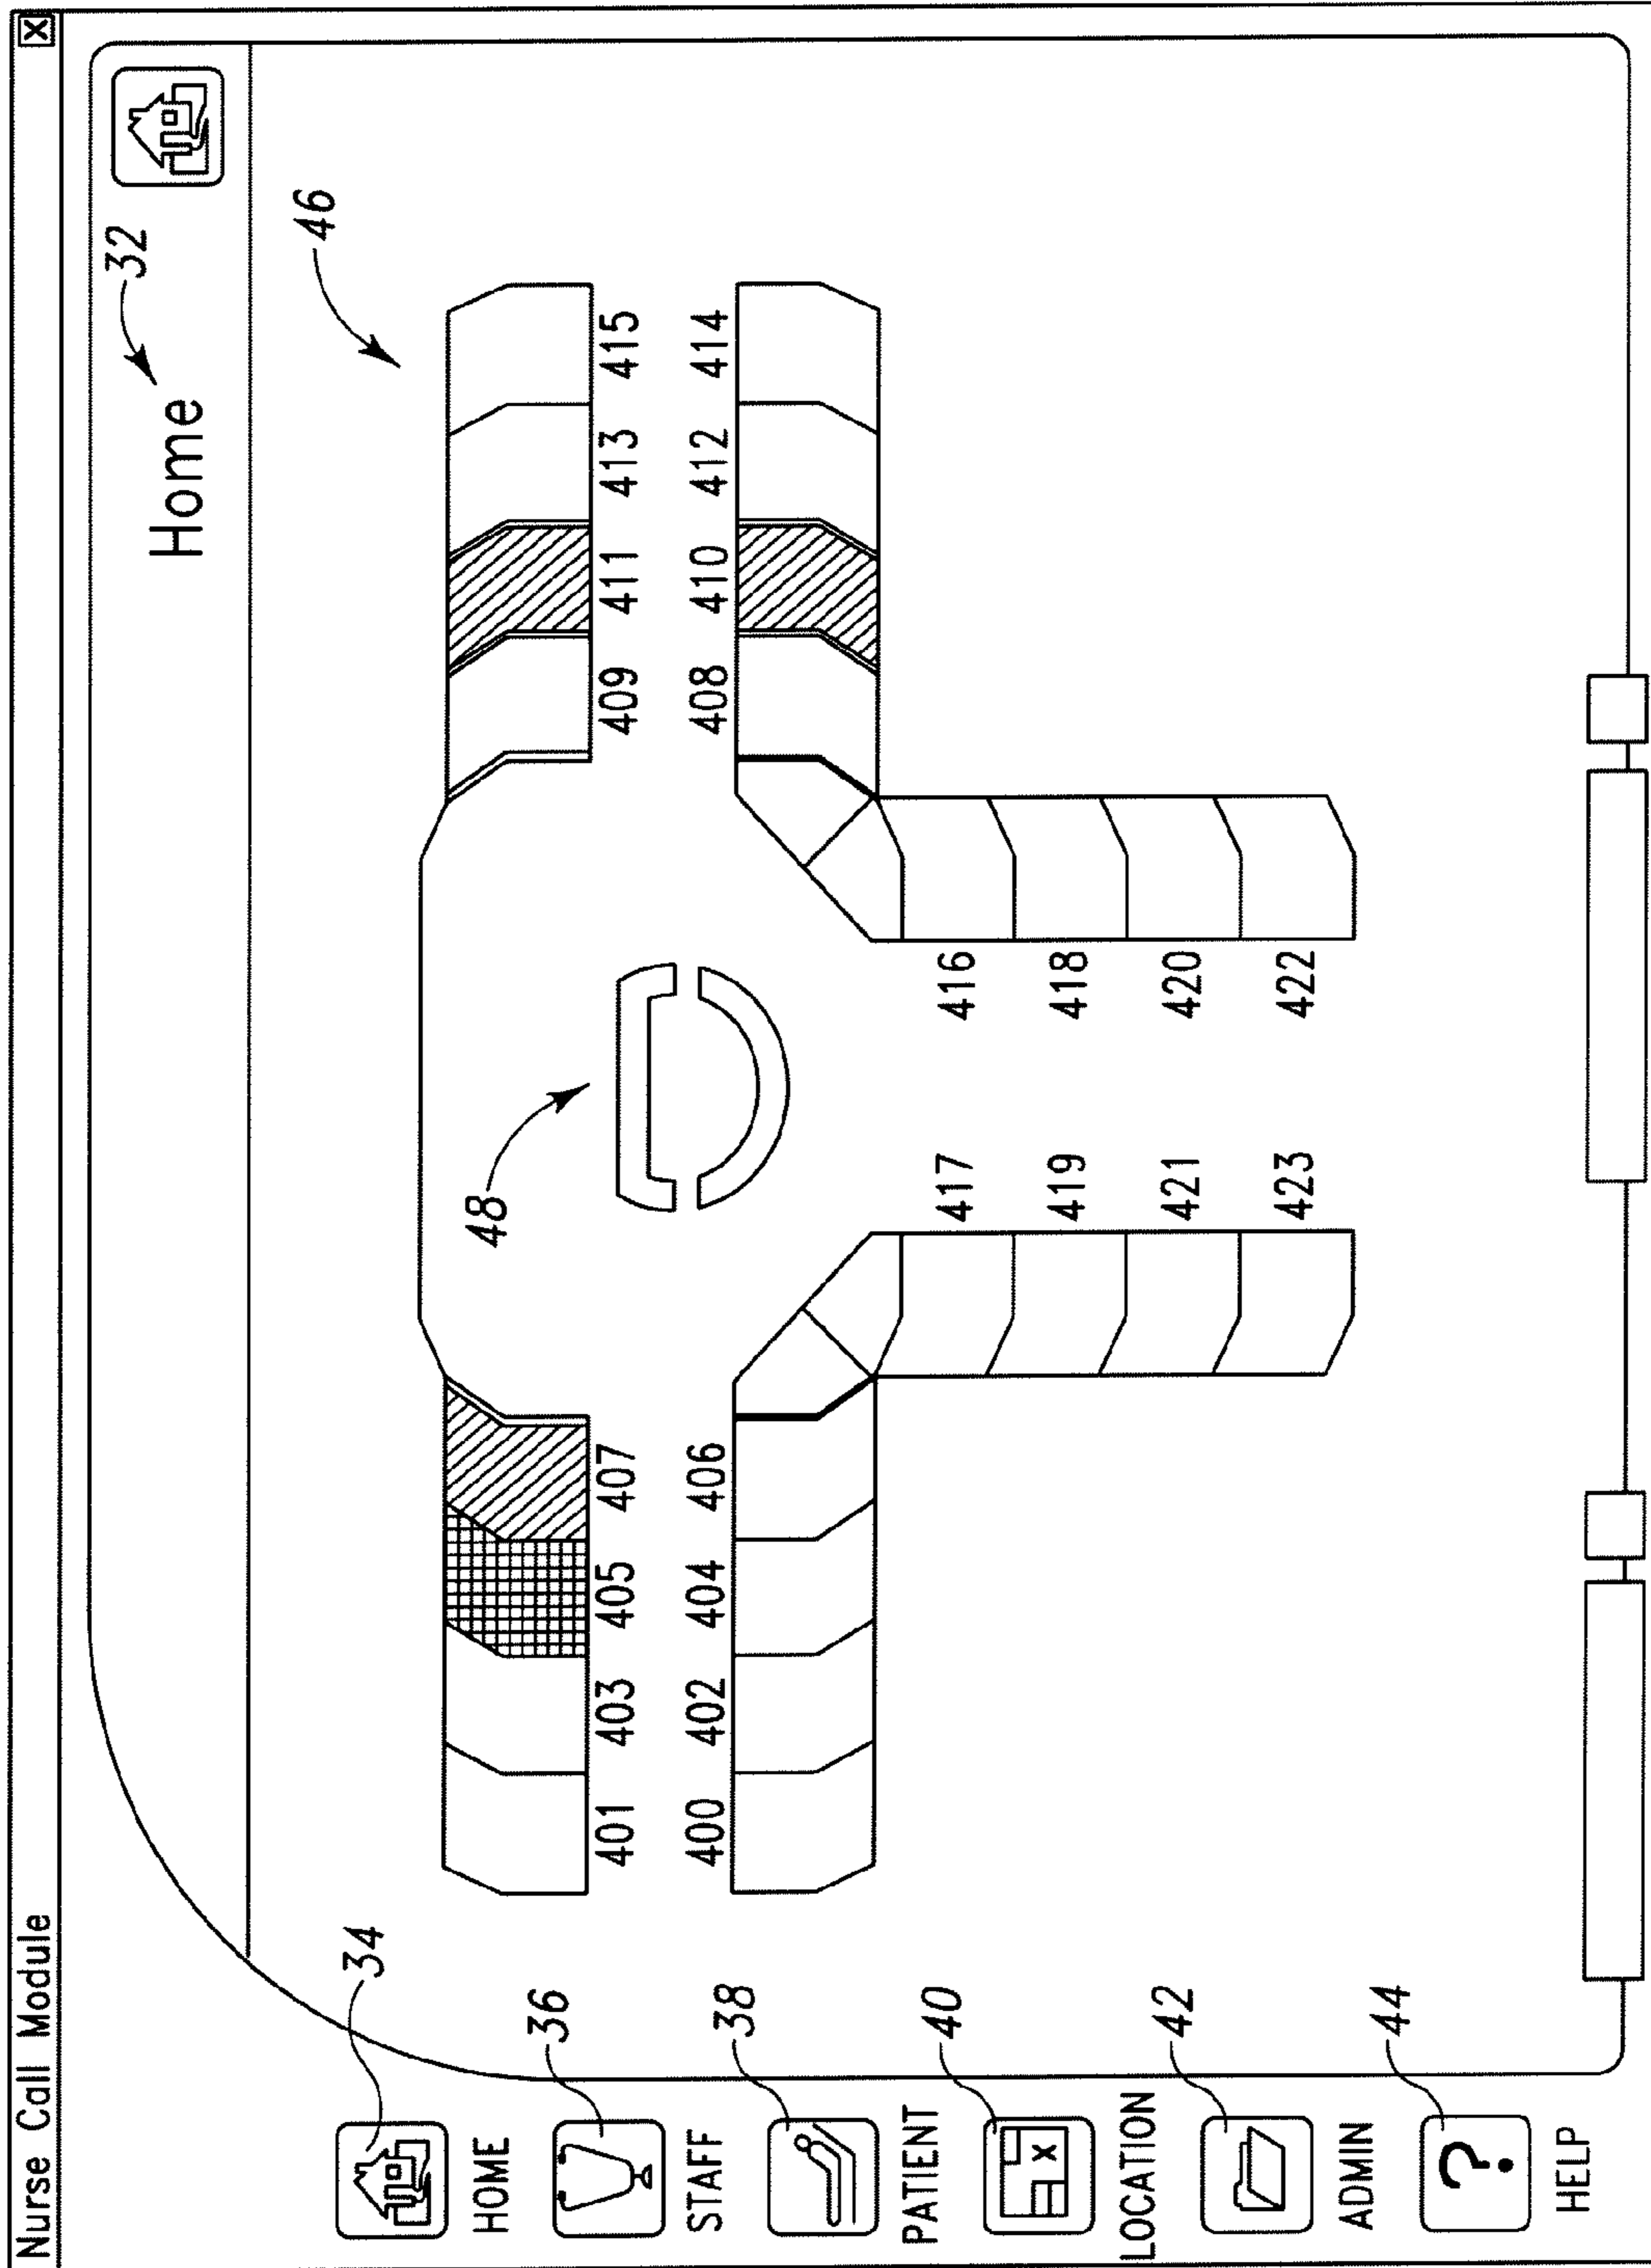 Nurse Call Module X
Home 32
34
HOME
36
STAFF
38
PATIENT
40
X
LOCATION
42
ADMIN
44
?
HELP
46
48
401 403 405 407 409 411 413 415
400 402 404 406 408 410 412 414
417 416
419 418
421 420
423 422